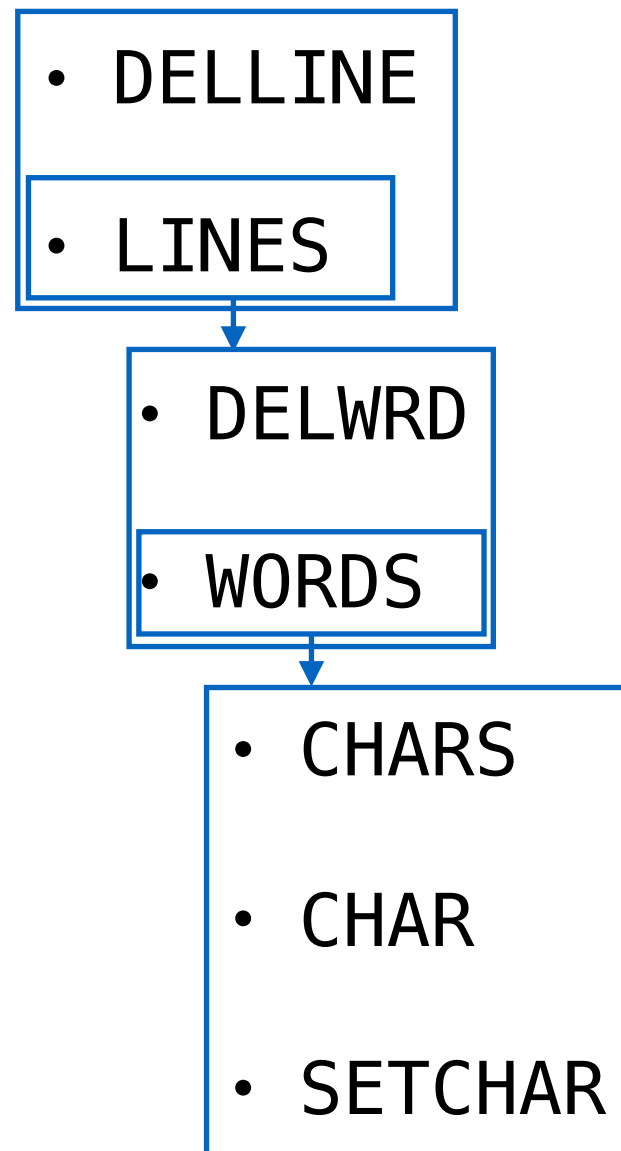 • DELLINE
• LINES
• DELWRD
• WORDS
• CHARS
• CHAR
• SETCHAR